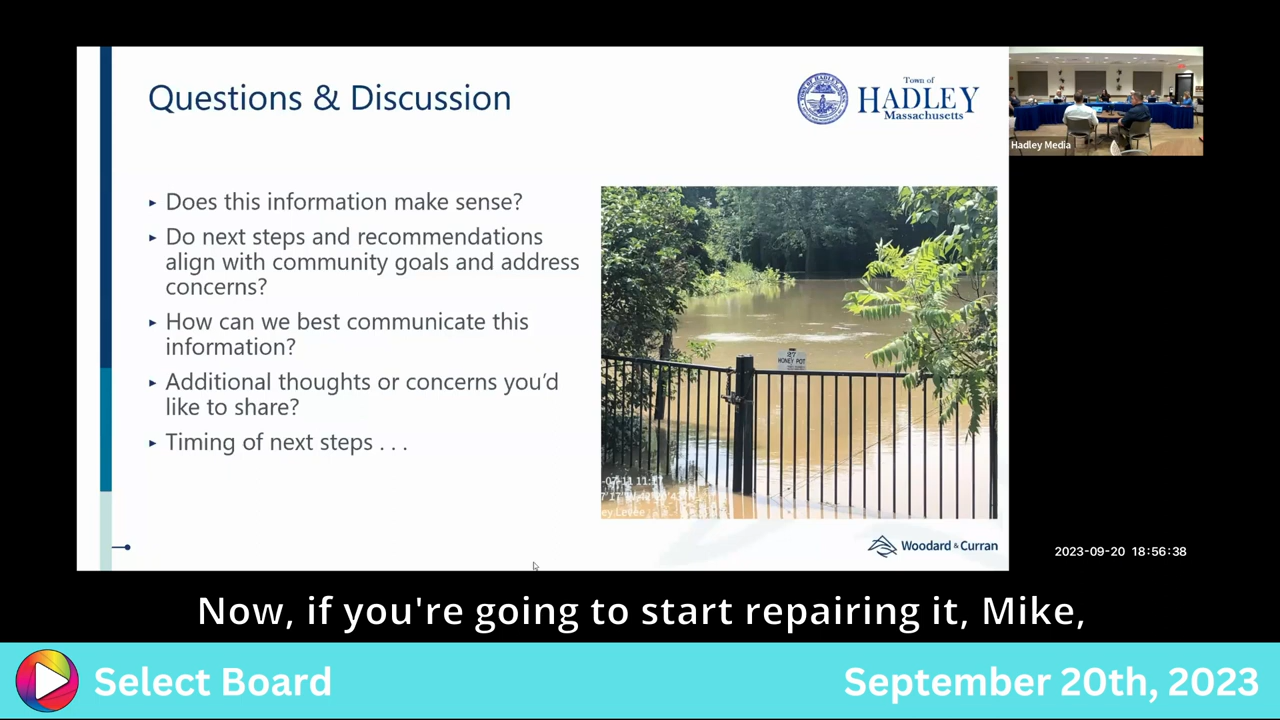 Questions & Discussion
Town of
HADLEY
Massachusetts
Hadley Media
▸ Does this information make sense?
▸ Do next steps and recommendations
align with community goals and address
concerns?
▸ How can we best communicate this
information?
▸ Additional thoughts or concerns you'd
like to share?
▸ Timing of next steps . . .
27
HONEY POT
Woodard & Curran
2023-09-20 18:56:38
Now, if you're going to start repairing it, Mike,
Select Board
September 20th, 2023